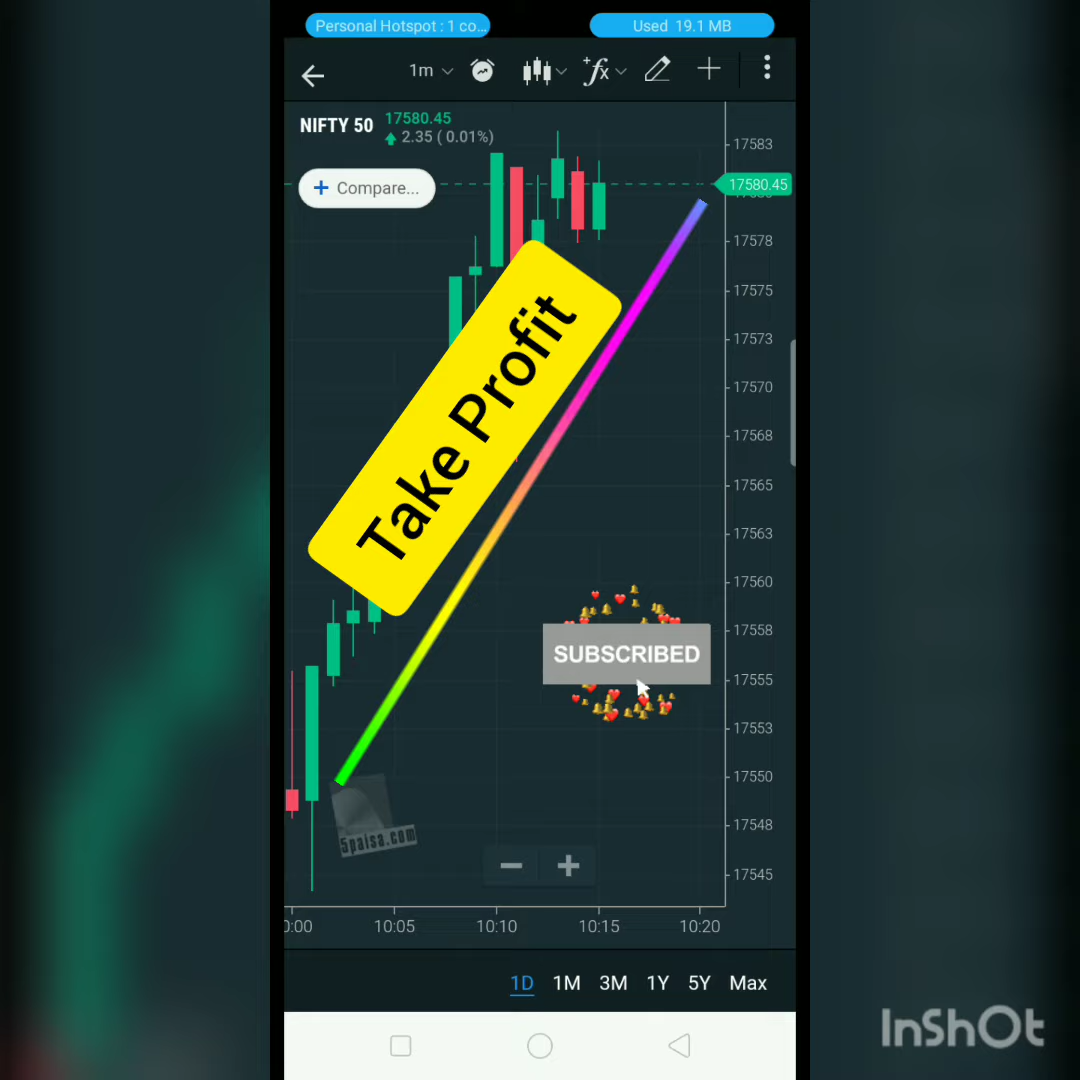 Personal Hotspot : 1 co...
Used 19.1 MB
1m
fx
NIFTY 50
17580.45
2.35 ( 0.01%)
+ Compare...
17583
17580.45
17578
17575
17573
17570
17568
17565
17563
17560
17558
17555
17553
17550
17548
17545
Take Profit
SUBSCRIBED
5paisa.com
0:00
10:05
10:10
10:15
10:20
1D 1M 3M 1Y 5Y Max
InShOt